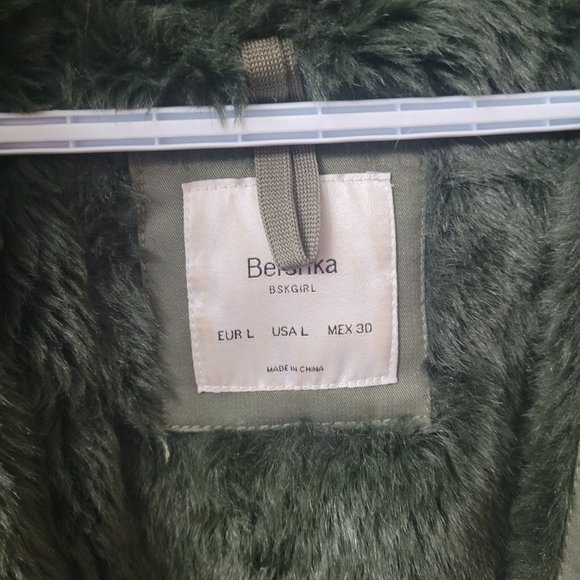 Bershka
BSKGIRL
EUR L USA L MEX 30
MADE IN CHINA